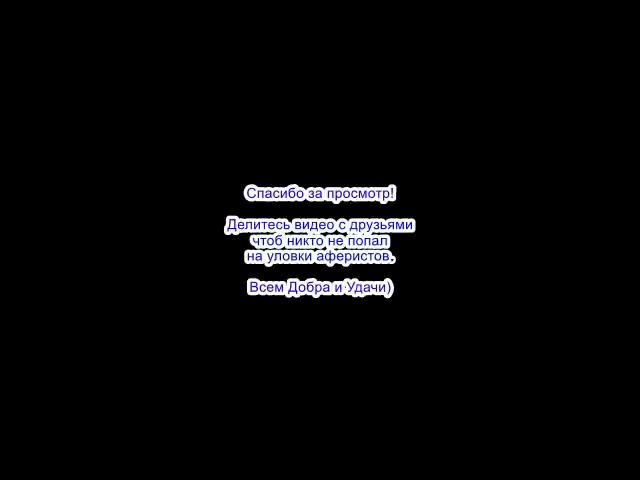 Спасибо за просмотр!
Делитесь видео с друзьями
чтоб никто не попал
на уловки аферистов.
Всем Добра и Удачи)